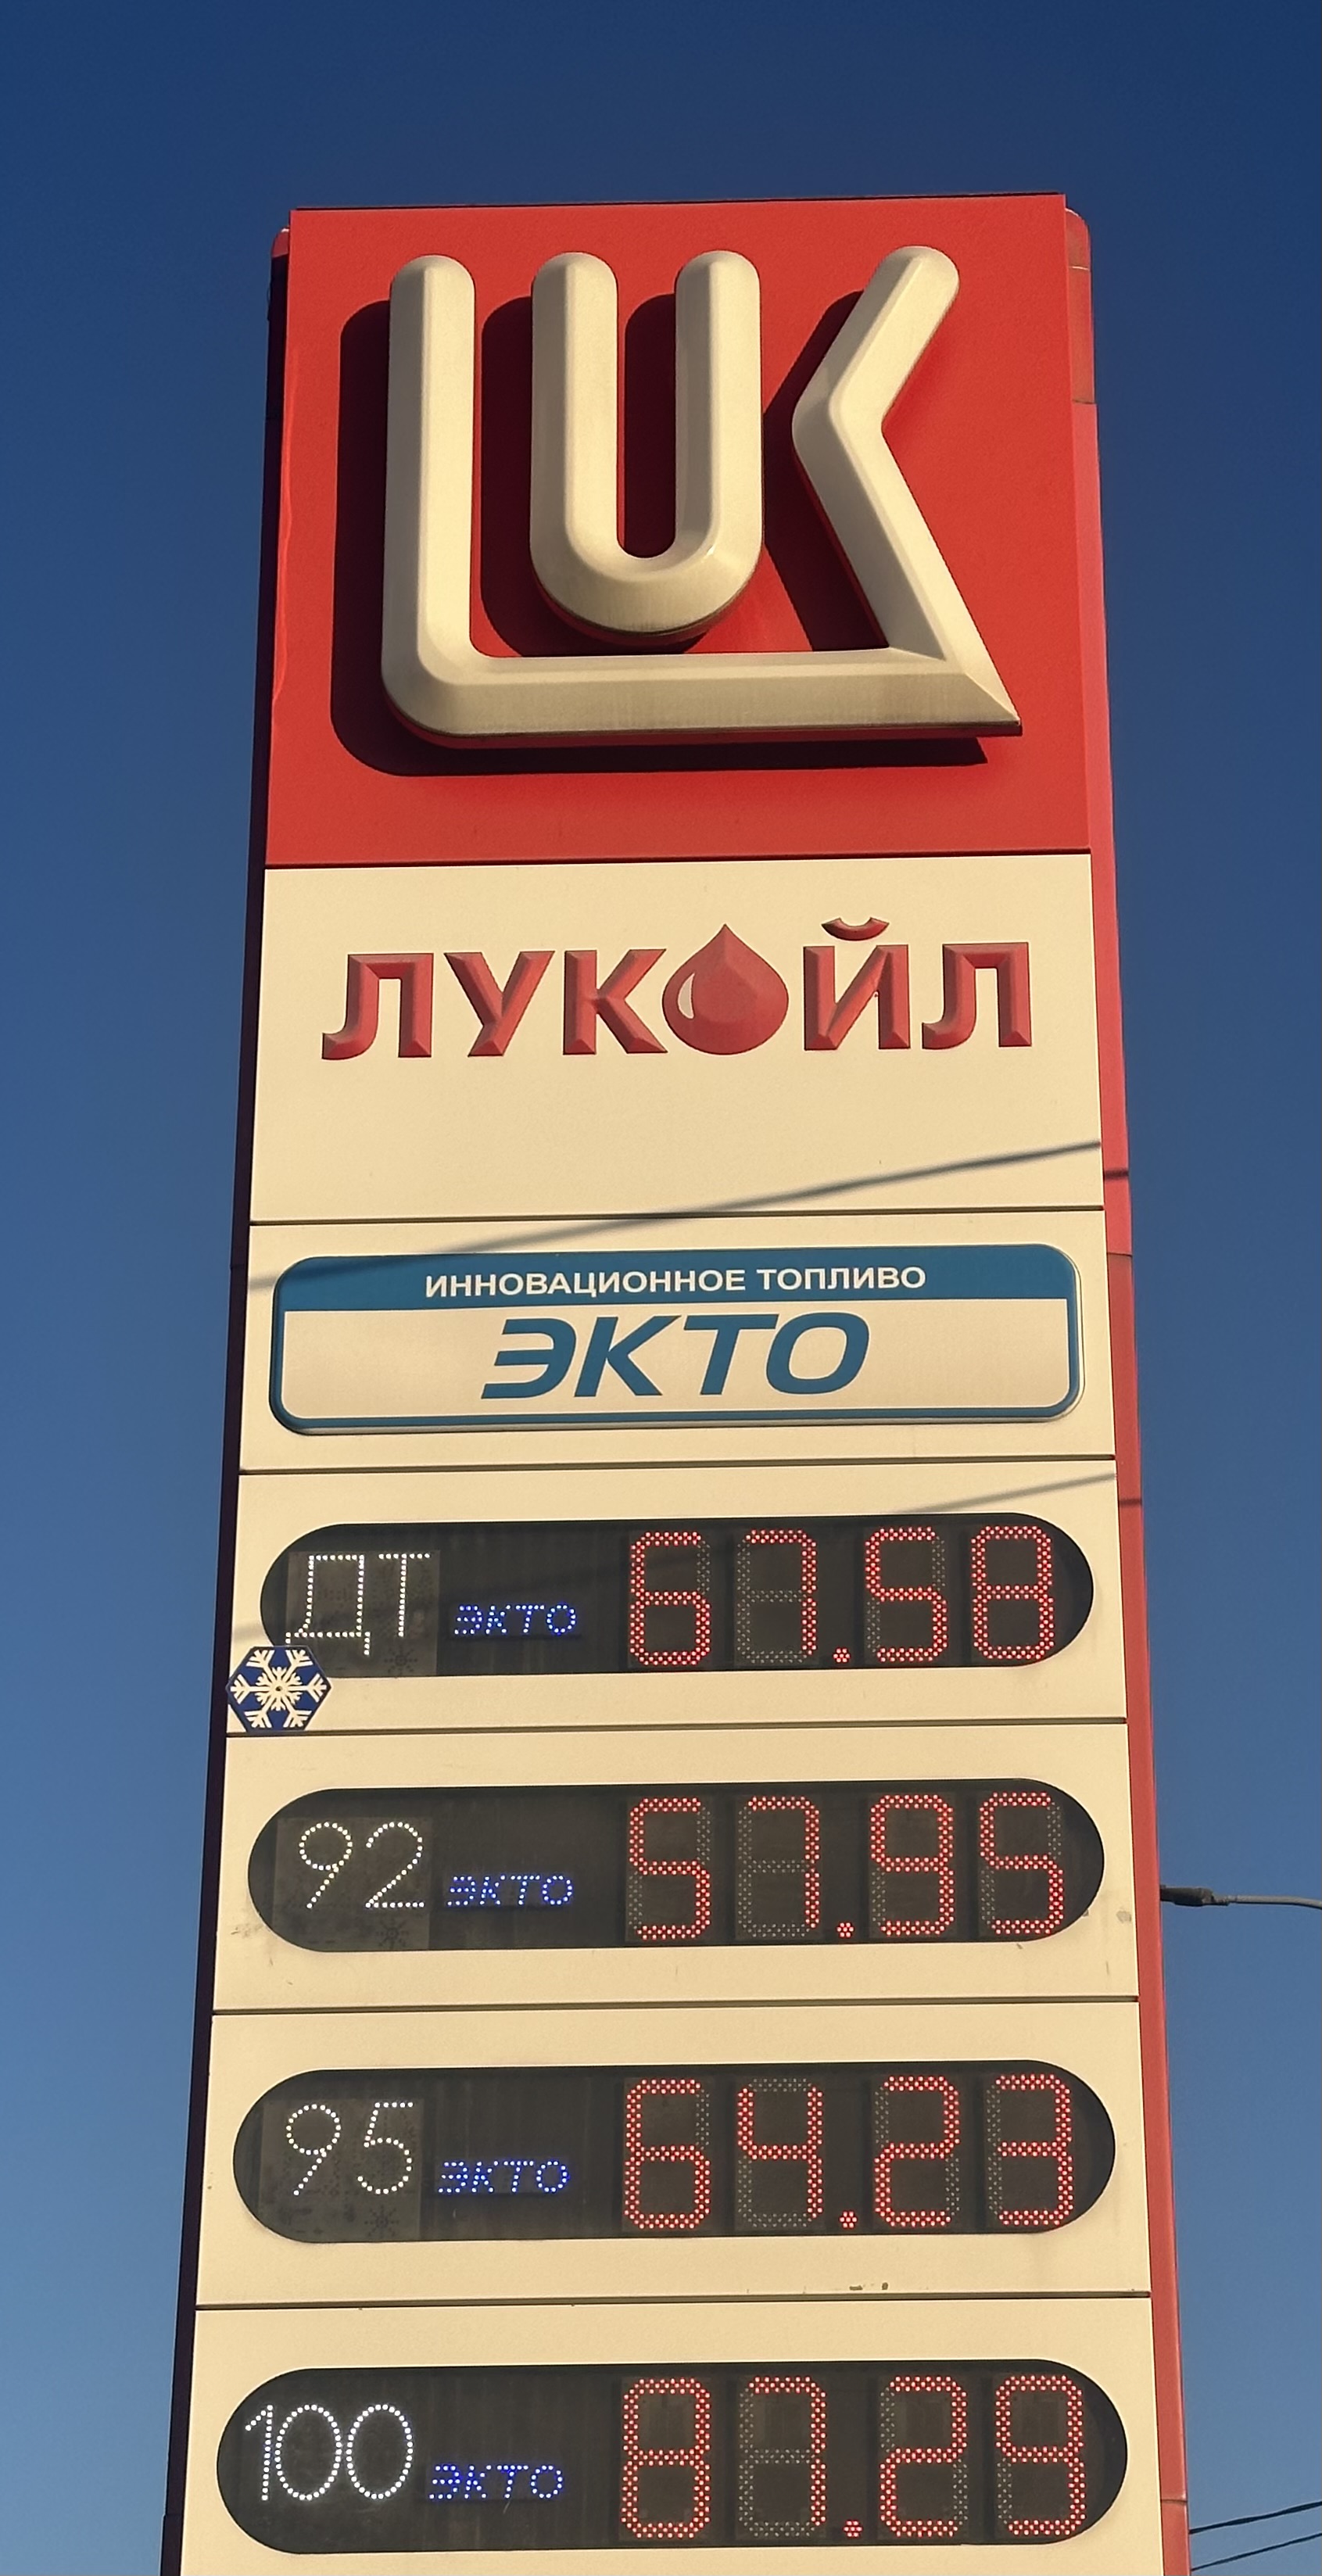 LUK
ЛУКОЙЛ
ИННОВАЦИОННОЕ ТОПЛИВО
ЭКТО
ДТ ЭКТО 67.58
92 ЭКТО 57.95
95 ЭКТО 64.23
100 ЭКТО 87.29